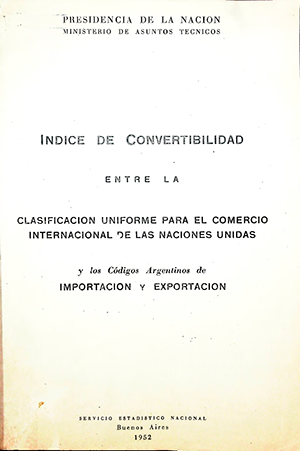 PRESIDENCIA DE LA NACION
MINISTERIO DE ASUNTOS TECNICOS
INDICE DE CONVERTIBILIDAD
ENTRE LA
CLASIFICACION UNIFORME PARA EL COMERCIO
INTERNACIONAL DE LAS NACIONES UNIDAS
y los Códigos Argentinos de
IMPORTACION Y EXPORTACION
SERVICIO ESTADISTICO NACIONAL
Buenos Aires
1952